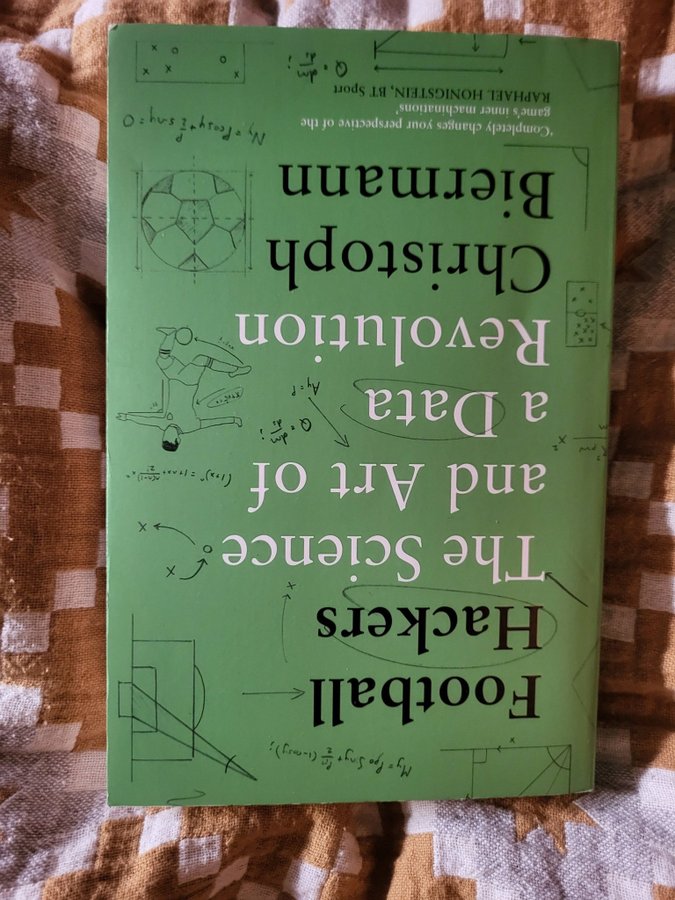 Football
Hackers
The Science
and Art of
a Data
Revolution
Christoph
Biermann
'Completely changes your perspective of the
game's inner machinations'
RAPHAEL HONIGSTEIN, BT Sport